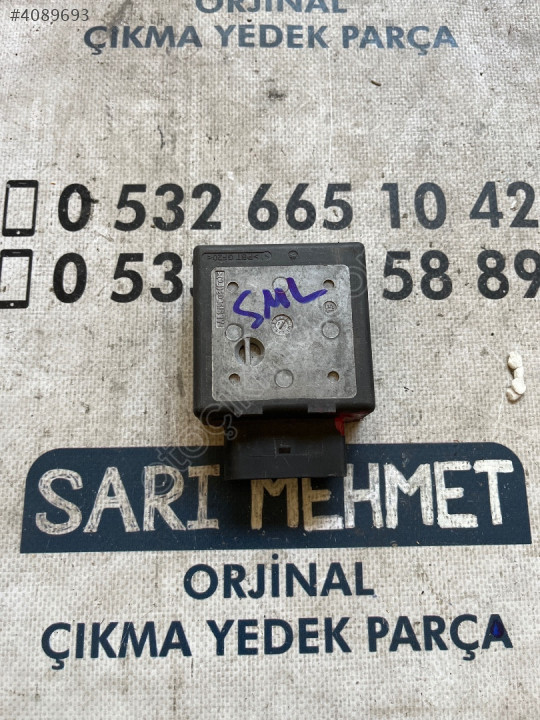 #4089693
ORJİNAL
ÇIKMA YEDEK PARÇA
0 532 665 10 42
0 53 58 89
SML
SARI MEHMET
ORJİNAL
ÇIKMA YEDEK PARÇA